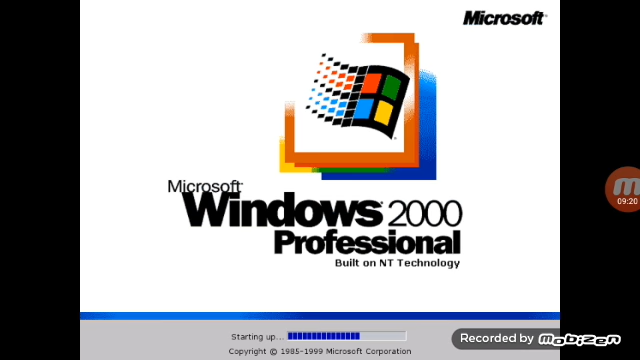 Microsoft
Microsoft
Windows 2000
Professional
Built on NT Technology
09:20
Starting up...
Recorded by mobizen
Copyright © 1985-1999 Microsoft Corporation